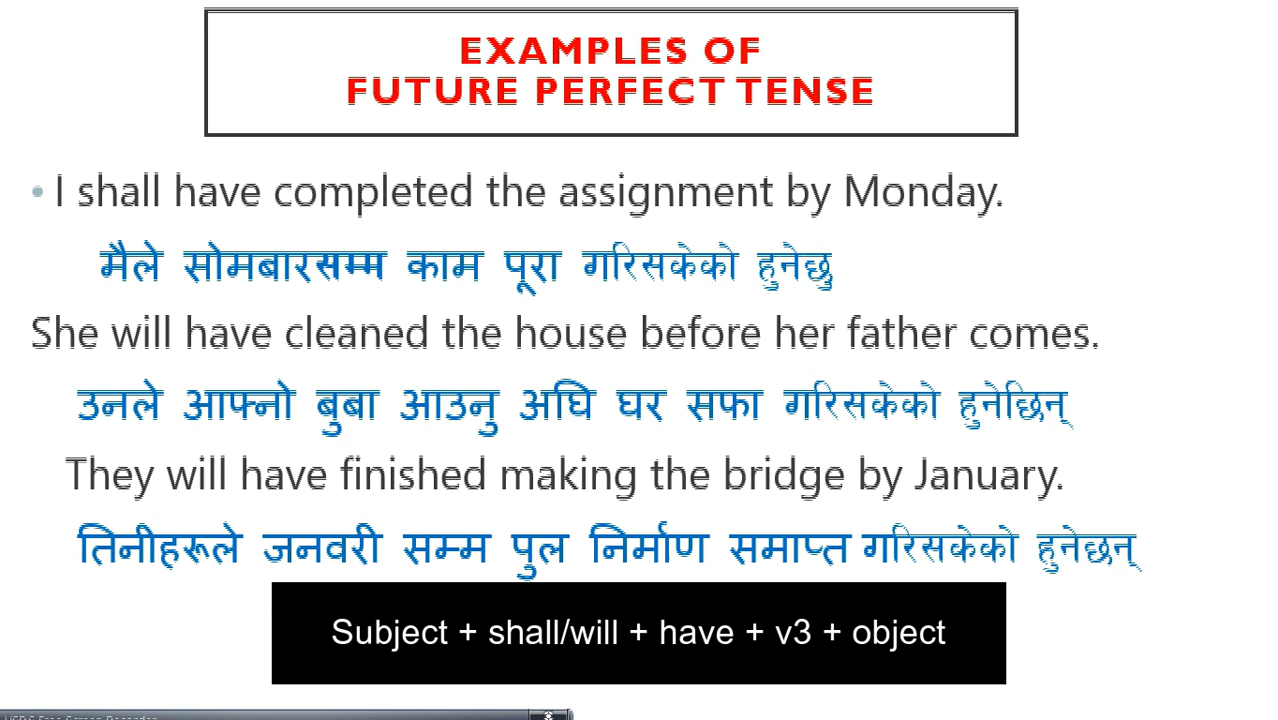 EXAMPLES OF
FUTURE PERFECT TENSE
• I shall have completed the assignment by Monday.
मैले सोमबारसम्म काम पूरा गरिसकेको हुनेछु
She will have cleaned the house before her father comes.
उनले आफ्नो बुबा आउनु अघि घर सफा गरिसकेको हुनेछिन्
They will have finished making the bridge by January.
तिनीहरूले जनवरी सम्म पुल निर्माण समाप्त गरिसकेको हुनेछन्
Subject + shall/will + have + v3 + object